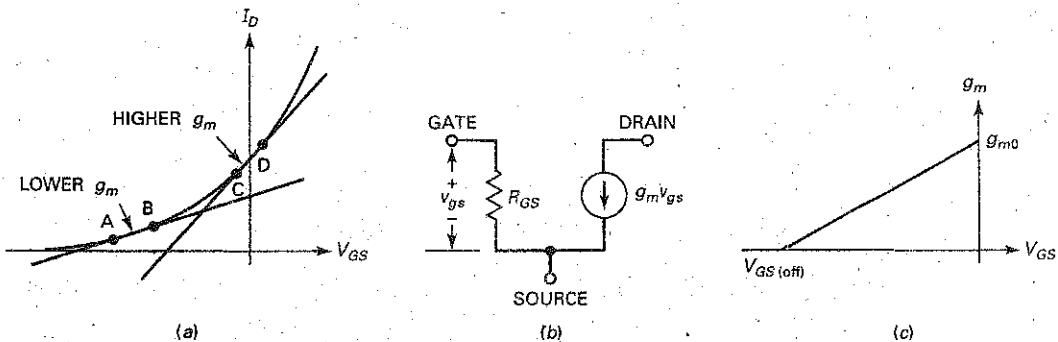 I_D
HIGHER g_m
LOWER g_m
A
B
C
D
V_GS
(a)
GATE
DRAIN
+
v_gs
−
R_GS
g_m v_gs
SOURCE
(b)
g_m
g_m0
V_GS(off)
V_GS
(c)